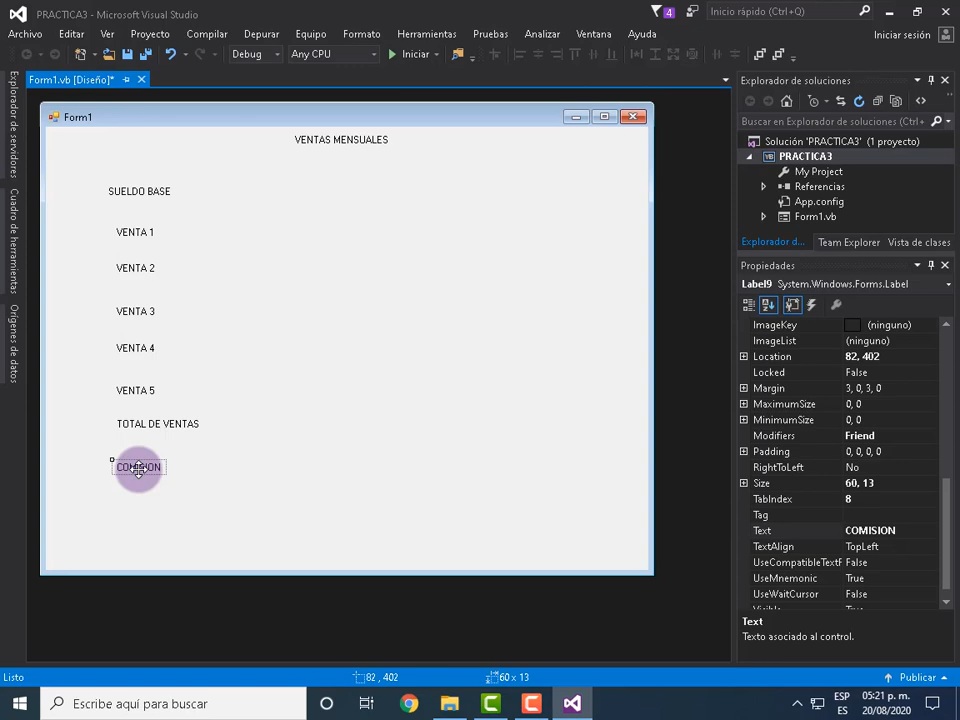 PRACTICA3 - Microsoft Visual Studio
4
Inicio rápido (Ctrl+Q)
Archivo Editar Ver Proyecto Compilar Depurar Equipo Formato Herramientas Pruebas Analizar Ventana Ayuda
Iniciar sesión
Debug Any CPU Iniciar
Form1.vb [Diseño]*
Explorador de servidores
Cuadro de herramientas
Orígenes de datos
Form1
VENTAS MENSUALES
SUELDO BASE
VENTA 1
VENTA 2
VENTA 3
VENTA 4
VENTA 5
TOTAL DE VENTAS
COMISION
Explorador de soluciones
Buscar en Explorador de soluciones (Ctrl+
Solución 'PRACTICA3' (1 proyecto)
VB PRACTICA3
My Project
Referencias
App.config
Form1.vb
Explorador d... Team Explorer Vista de clases
Propiedades
Label9 System.Windows.Forms.Label
ImageKey (ninguno)
ImageList (ninguno)
Location 82, 402
Locked False
Margin 3, 0, 3, 0
MaximumSize 0, 0
MinimumSize 0, 0
Modifiers Friend
Padding 0, 0, 0, 0
RightToLeft No
Size 60, 13
TabIndex 8
Tag
Text COMISION
TextAlign TopLeft
UseCompatibleTextF False
UseMnemonic True
UseWaitCursor False
Visible True
Text
Texto asociado al control.
Listo 82 , 402 60 x 13 Publicar
Escribe aquí para buscar
ESP
ES
05:21 p. m.
20/08/2020